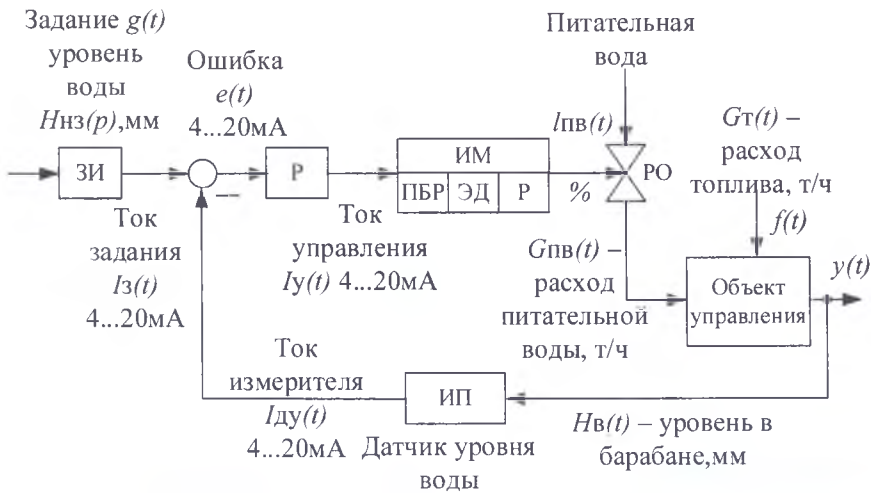 Задание g(t)
уровень
воды
Hнз(р),мм
Ошибка
e(t)
4...20мА
Питательная
вода
lпв(t)
Gт(t) –
расход
топлива, т/ч
f(t)
ЗИ
Р
ИМ
ПБР ЭД Р
%
РО
Ток
задания
Iз(t)
4...20мА
Ток
управления
Iу(t) 4...20мА
Gпв(t) –
расход
питательной
воды, т/ч
Объект
управления
y(t)
Ток
измерителя
Iду(t)
4...20мА
ИП
Датчик уровня
воды
Hв(t) – уровень в
барабане,мм